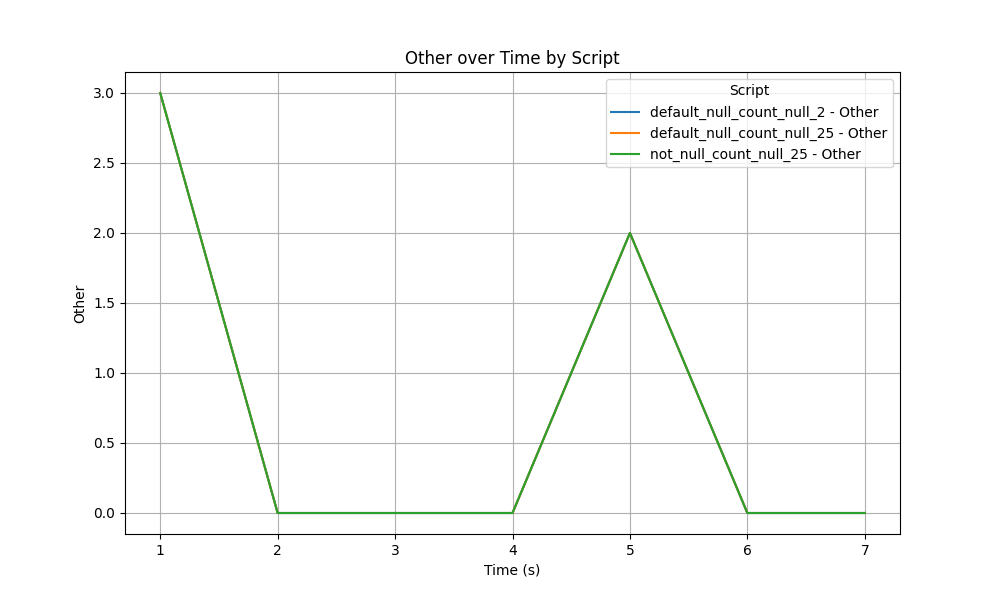 Other over Time by Script
Script
default_null_count_null_2 - Other
default_null_count_null_25 - Other
not_null_count_null_25 - Other
3.0
2.5
2.0
1.5
1.0
0.5
0.0
Other
1 2 3 4 5 6 7
Time (s)